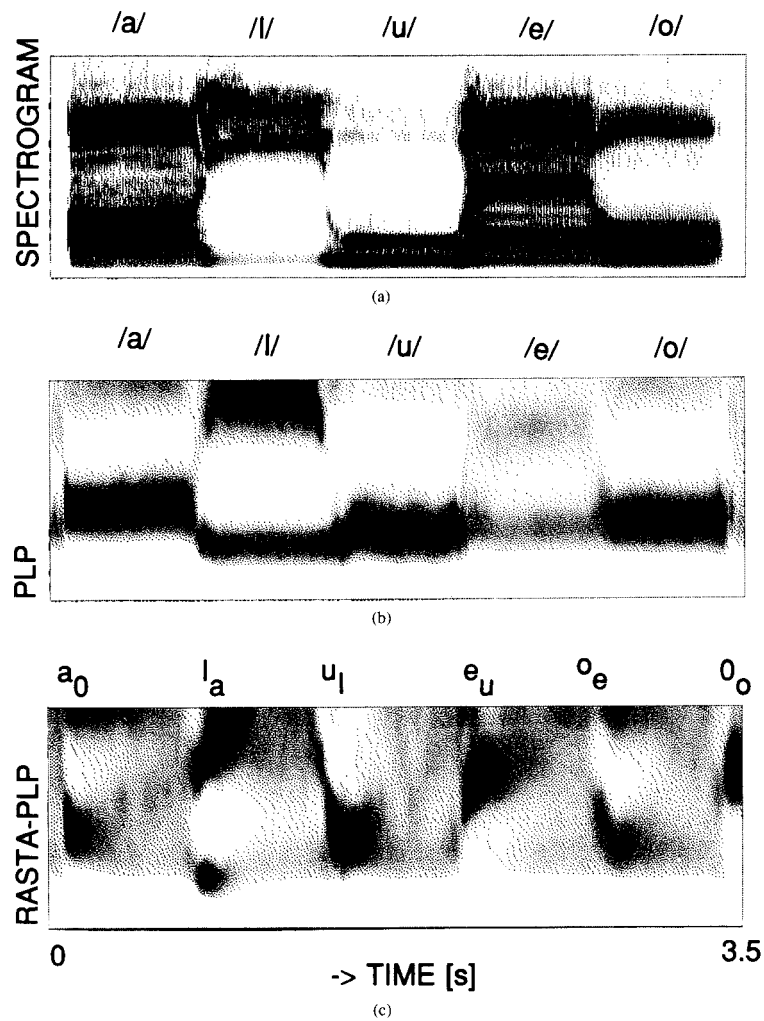 /a/ /I/ /u/ /e/ /o/
SPECTROGRAM
(a)
/a/ /I/ /u/ /e/ /o/
PLP
(b)
a0 Ia uI eu oe 0o
RASTA-PLP
0 3.5
-> TIME [s]
(c)